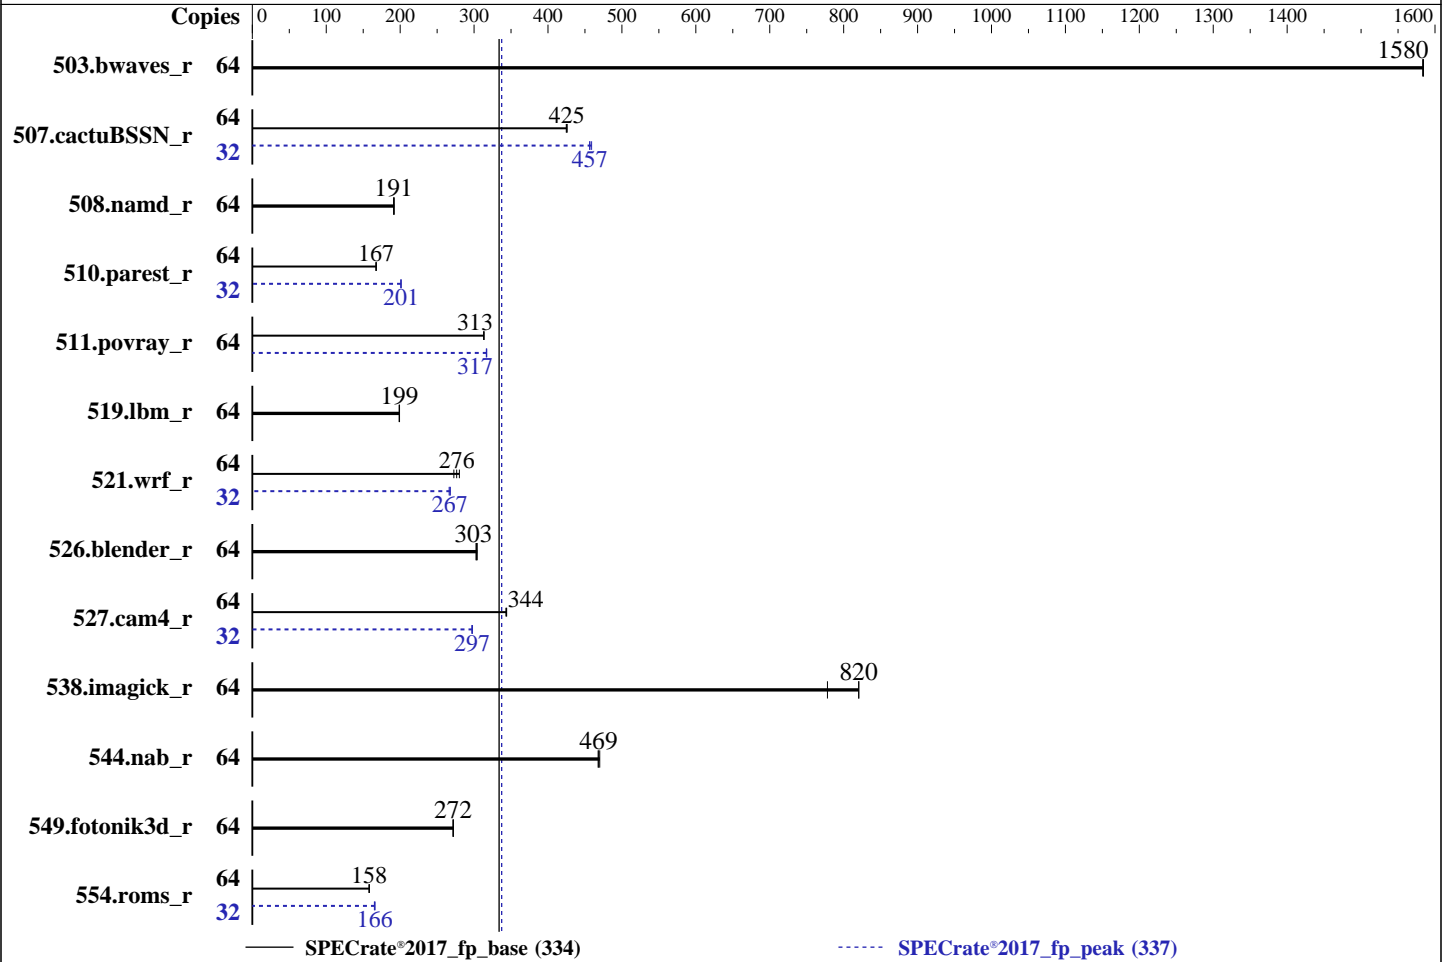 Copies 0 100 200 300 400 500 600 700 800 900 1000 1100 1200 1300 1400 1600
503.bwaves_r 64 1580
507.cactuBSSN_r 64 425
32 457
508.namd_r 64 191
510.parest_r 64 167
32 201
511.povray_r 64 313
317
519.lbm_r 64 199
521.wrf_r 64 276
32 267
526.blender_r 64 303
527.cam4_r 64 344
32 297
538.imagick_r 64 820
544.nab_r 64 469
549.fotonik3d_r 64 272
554.roms_r 64 158
32 166
SPECrate®2017_fp_base (334) SPECrate®2017_fp_peak (337)